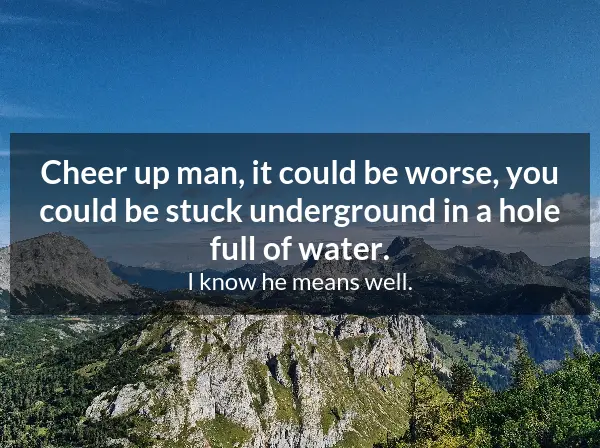 Cheer up man, it could be worse, you
could be stuck underground in a hole
full of water.
I know he means well.